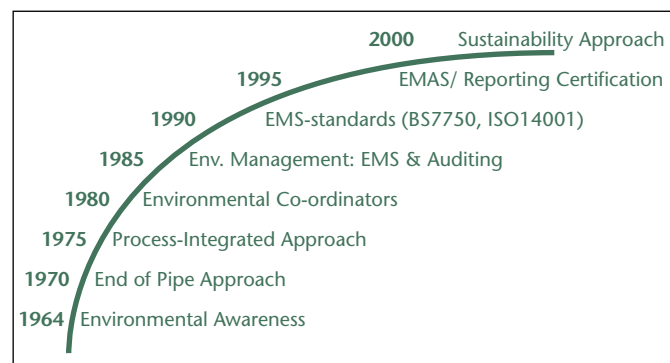 2000 Sustainability Approach
1995 EMAS/ Reporting Certification
1990 EMS-standards (BS7750, ISO14001)
1985 Env. Management: EMS & Auditing
1980 Environmental Co-ordinators
1975 Process-Integrated Approach
1970 End of Pipe Approach
1964 Environmental Awareness